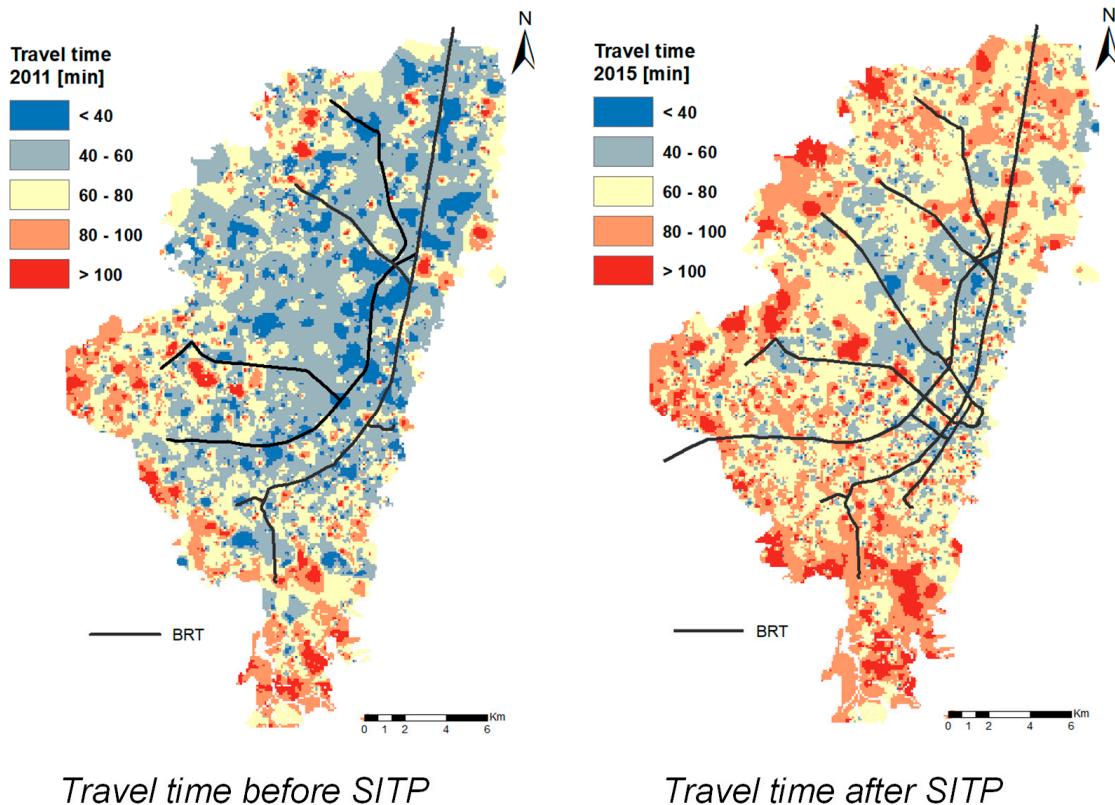 Travel time
2011 [min]
< 40
40 - 60
60 - 80
80 - 100
> 100
N
BRT
Km
0 1 2 4 6
Travel time before SITP
Travel time
2015 [min]
< 40
40 - 60
60 - 80
80 - 100
> 100
N
BRT
Km
0 1 2 4 6
Travel time after SITP